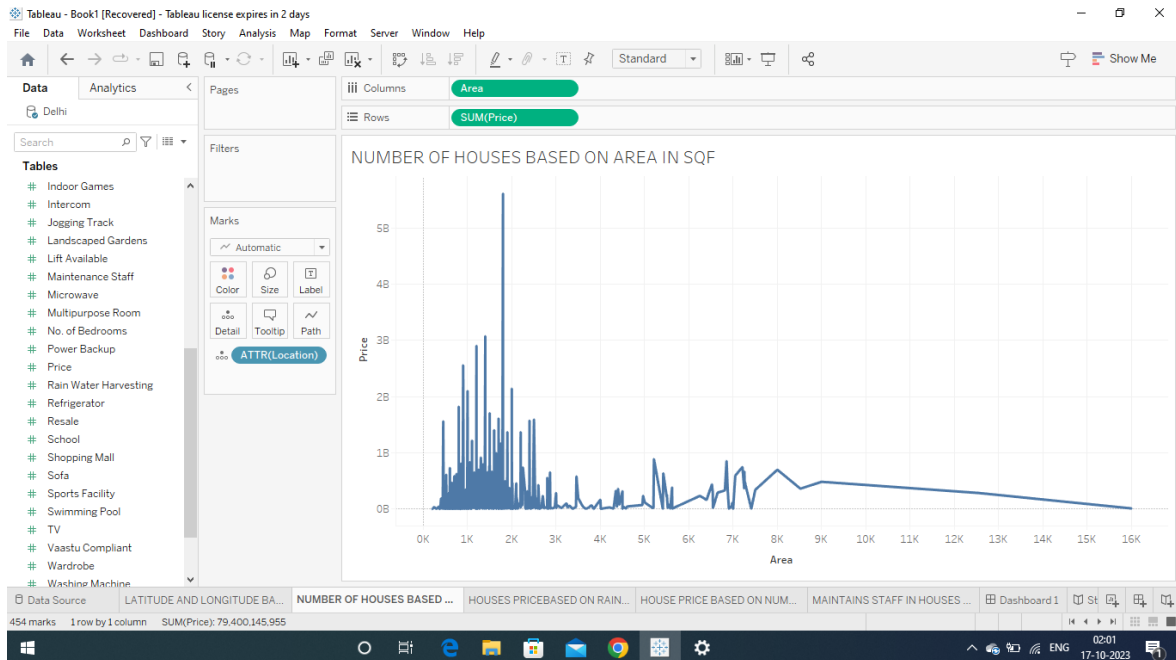 Tableau - Book1 [Recovered] - Tableau license expires in 2 days
File Data Worksheet Dashboard Story Analysis Map Format Server Window Help
Standard Show Me
Data Analytics Pages Columns Area
Delhi Rows SUM(Price)
Search
Filters
Tables
NUMBER OF HOUSES BASED ON AREA IN SQF
Indoor Games
Intercom
Jogging Track
Landscaped Gardens
Lift Available
Maintenance Staff
Microwave
Multipurpose Room
No. of Bedrooms
Power Backup
Price
Rain Water Harvesting
Refrigerator
Resale
School
Shopping Mall
Sofa
Sports Facility
Swimming Pool
TV
Vaastu Compliant
Wardrobe
Washing Machine
Marks
Automatic
Color Size Label
Detail Tooltip Path
ATTR(Location)
Price
5B
4B
3B
2B
1B
0B
0K 1K 2K 3K 4K 5K 6K 7K 8K 9K 10K 11K 12K 13K 14K 15K 16K
Area
Data Source LATITUDE AND LONGITUDE BA... NUMBER OF HOUSES BASED ... HOUSES PRICEBASED ON RAIN... HOUSE PRICE BASED ON NUM... MAINTAINS STAFF IN HOUSES ... Dashboard 1 St
454 marks 1 row by 1 column SUM(Price): 79,400,145,955
ENG 02:01
17-10-2023